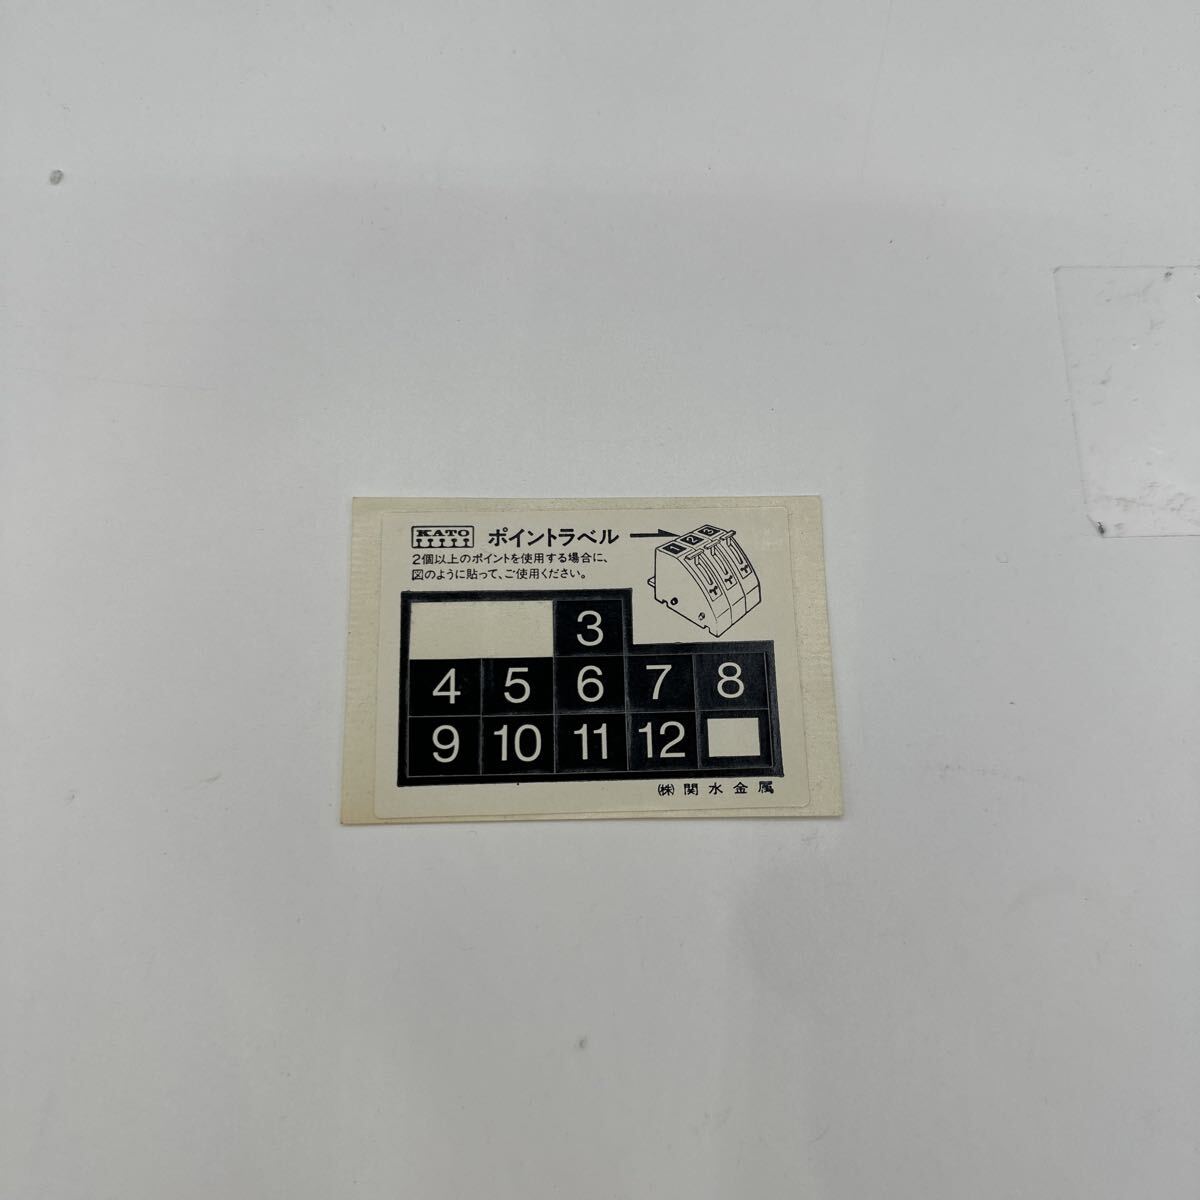 KATO ポイントラベル
2個以上のポイントを使用する場合に、
図のように貼って、ご使用ください。
1 2 3
3
4 5 6 7 8
9 10 11 12
㈱ 関水金属